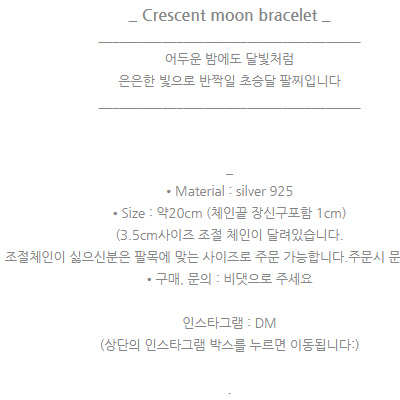 _ Crescent moon bracelet _
어두운 밤에도 달빛처럼
은은한 빛으로 반짝일 초승달 팔찌입니다
_
• Material : silver 925
• Size : 약20cm (체인끝 장신구포함 1cm)
(3.5cm사이즈 조절 체인이 달려있습니다.
조절체인이 싫으신분은 팔목에 맞는 사이즈로 주문 가능합니다.주문시 문
• 구매, 문의 : 비댓으로 주세요
인스타그램 : DM
(상단의 인스타그램 박스를 누르면 이동됩니다:)
.